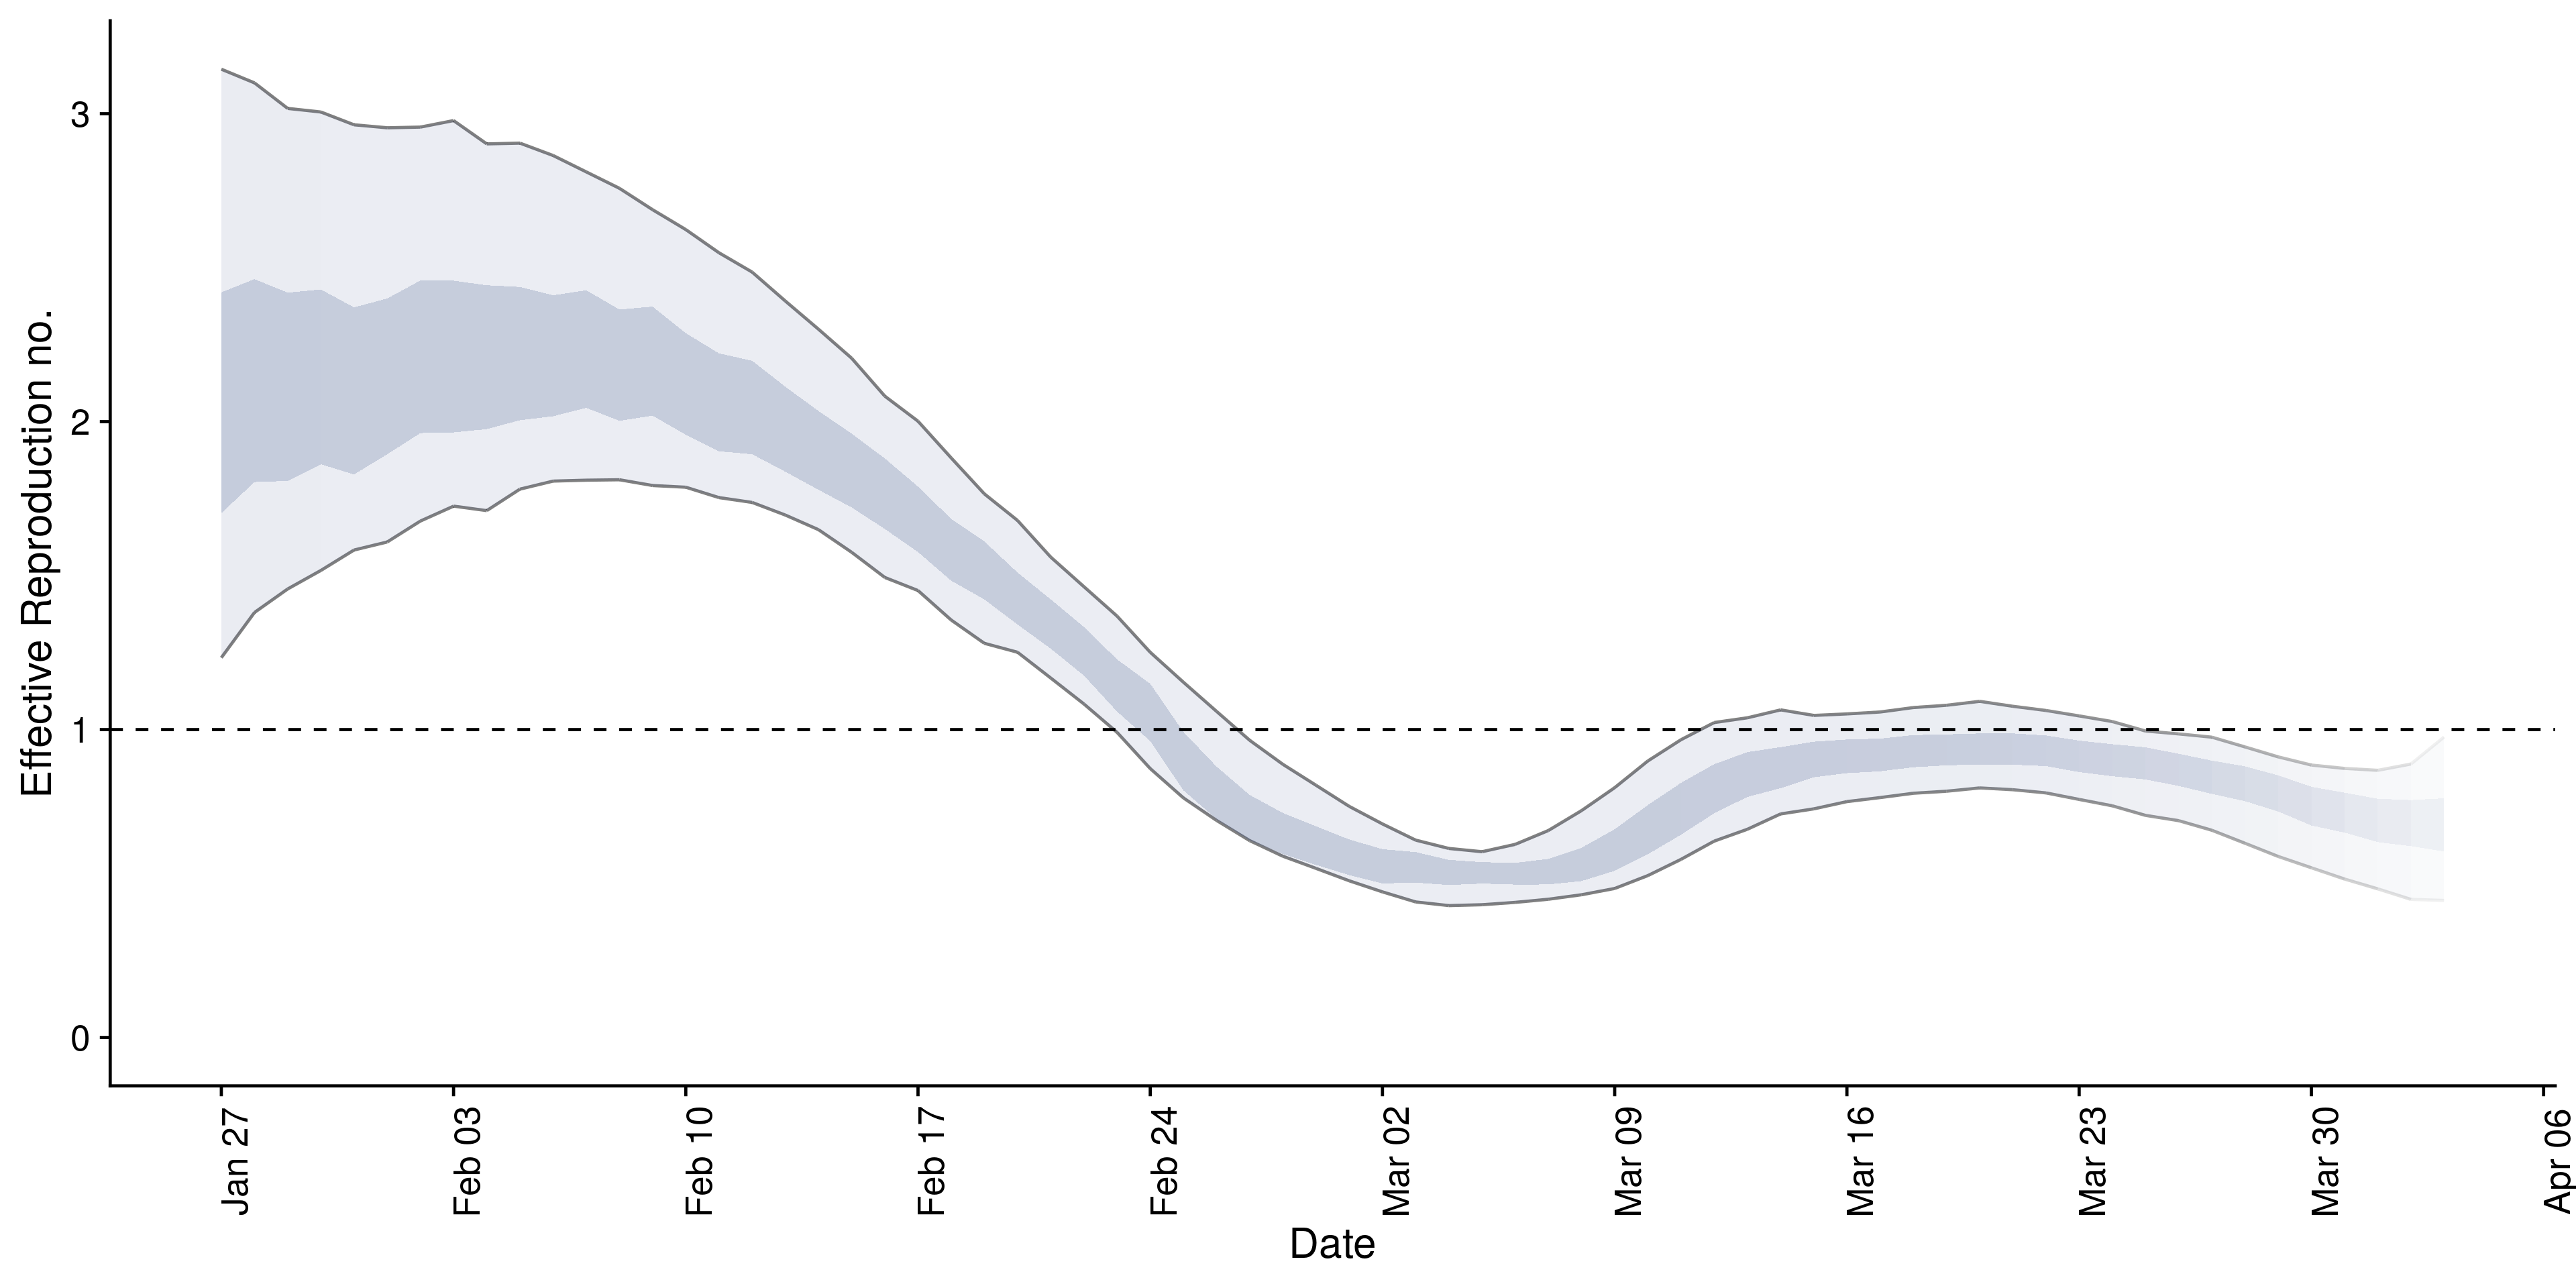 Effective Reproduction no.
3
2
1
0
Jan 27
Feb 03
Feb 10
Feb 17
Feb 24
Mar 02
Mar 09
Mar 16
Mar 23
Mar 30
Apr 06
Date